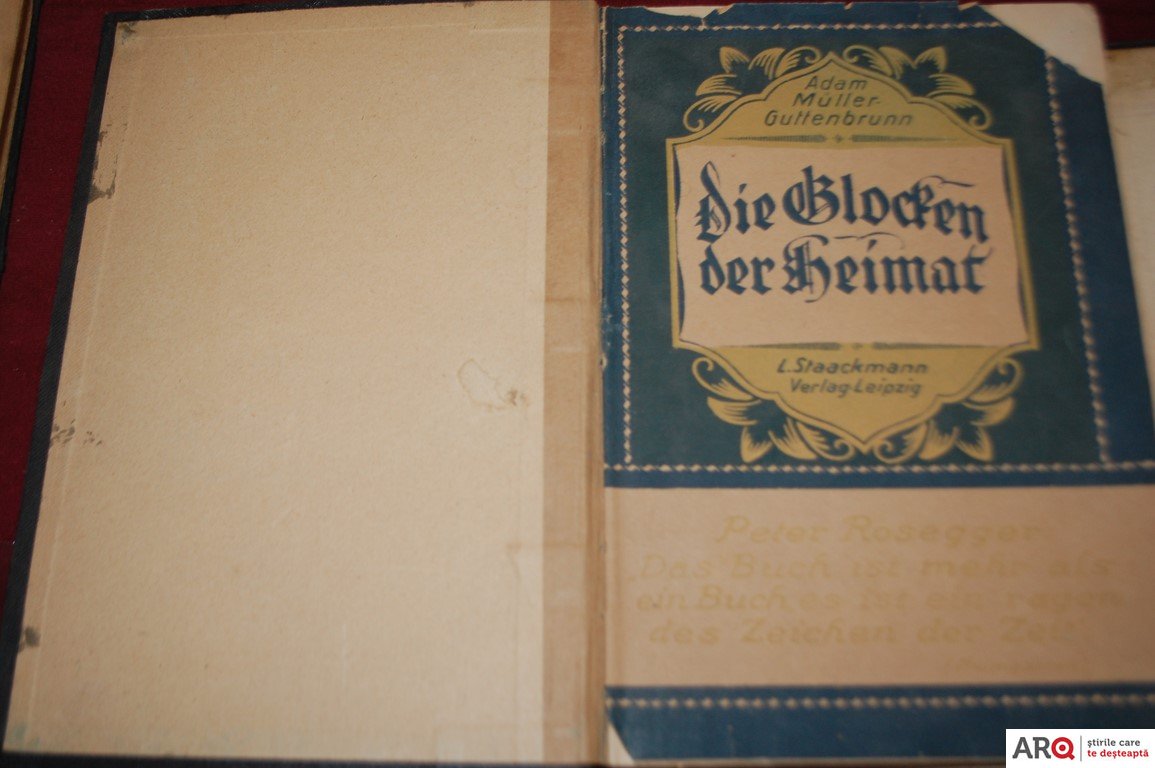 Adam
Müller-
Guttenbrunn
Die Glocken
der Heimat
L. Staackmann
Verlag-Leipzig
Peter Rosegger
„Das Buch ist mehr als
ein Buch, es ist ein ragen
des Zeichen der Zeit"
ARQ
știrile care
te deșteaptă